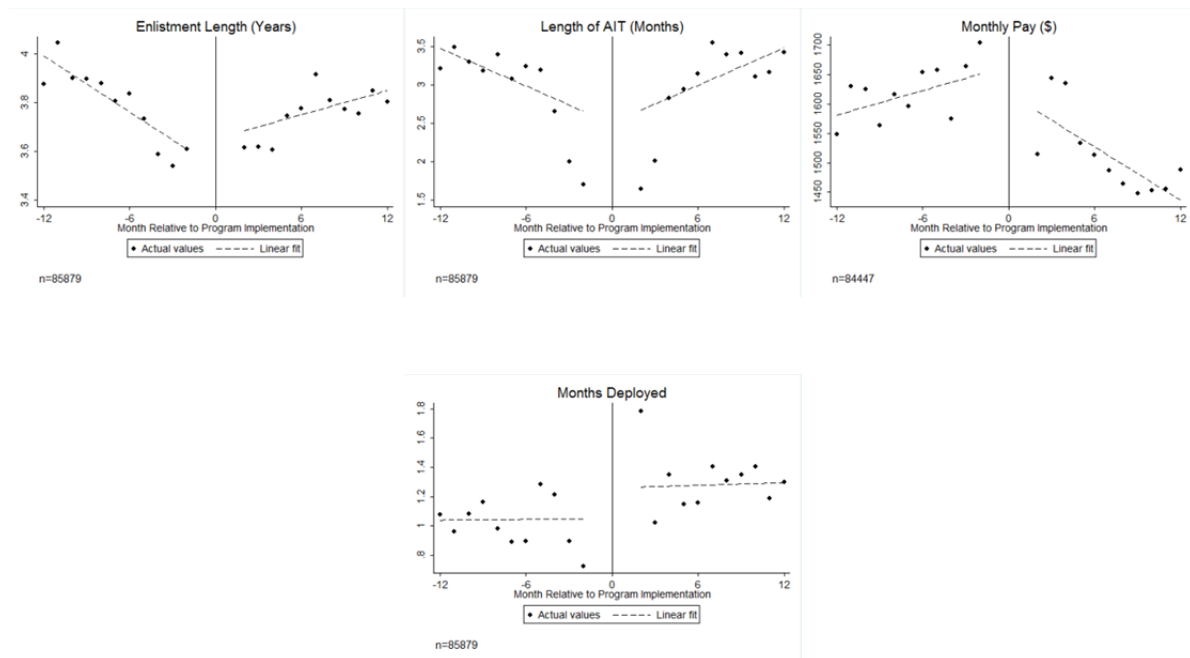 Enlistment Length (Years)
4
3.8
3.6
3.4
-12
-6
0
6
12
Month Relative to Program Implementation
Actual values
Linear fit
n=85879
Length of AIT (Months)
3.5
3
2.5
2
1.5
-12
-6
0
6
12
Month Relative to Program Implementation
Actual values
Linear fit
n=85879
Monthly Pay ($)
1700
1650
1600
1550
1500
1450
-12
-6
0
6
12
Month Relative to Program Implementation
Actual values
Linear fit
n=84447
Months Deployed
1.8
1.6
1.4
1.2
1
.8
-12
-6
0
6
12
Month Relative to Program Implementation
Actual values
Linear fit
n=85879